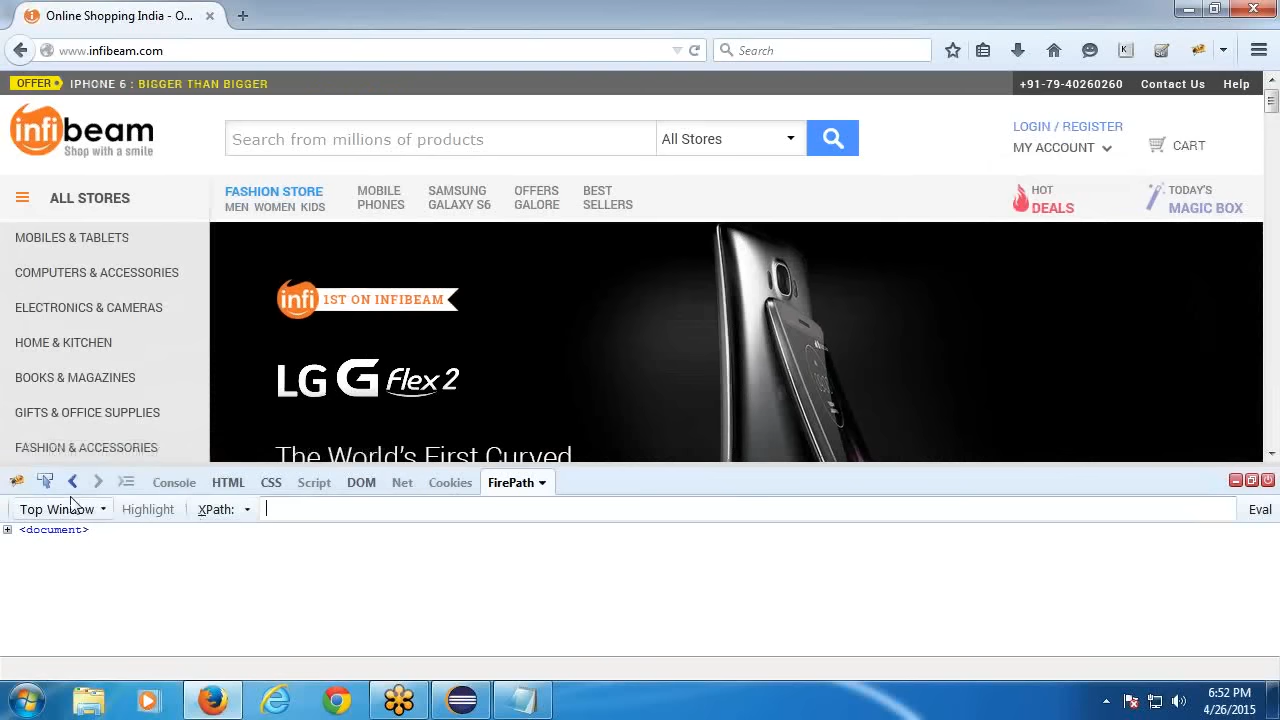 Online Shopping India - O...
www.infibeam.com
Search
OFFER
IPHONE 6 : BIGGER THAN BIGGER
+91-79-40260260
Contact Us
Help
infibeam
Shop with a smile
Search from millions of products
All Stores
LOGIN / REGISTER
MY ACCOUNT
CART
ALL STORES
FASHION STORE
MEN WOMEN KIDS
MOBILE
PHONES
SAMSUNG
GALAXY S6
OFFERS
GALORE
BEST
SELLERS
HOT
DEALS
TODAY'S
MAGIC BOX
MOBILES & TABLETS
COMPUTERS & ACCESSORIES
ELECTRONICS & CAMERAS
HOME & KITCHEN
BOOKS & MAGAZINES
GIFTS & OFFICE SUPPLIES
FASHION & ACCESSORIES
infi 1ST ON INFIBEAM
LG G Flex2
The World's First Curved
Console
HTML
CSS
Script
DOM
Net
Cookies
FirePath
Top Window
Highlight
XPath:
Eval
<document>
6:52 PM
4/26/2015